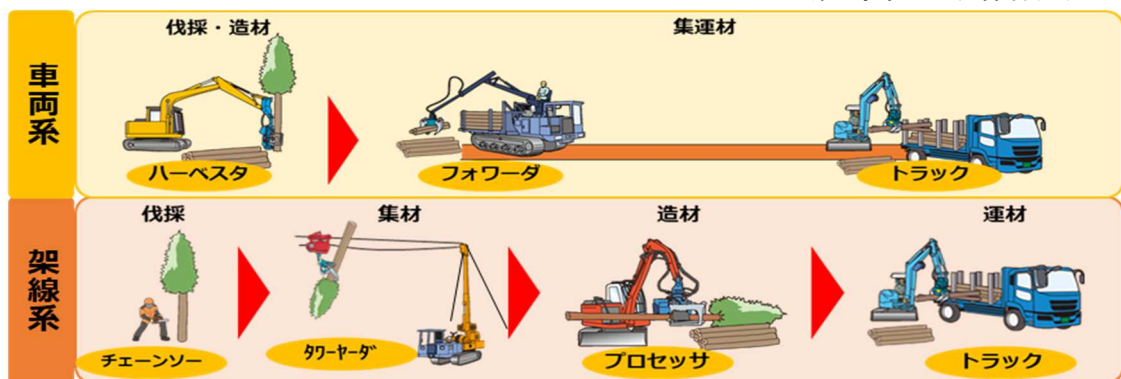 車両系
伐採・造材
集運材
ハーベスタ
フォワーダ
トラック
架線系
伐採
集材
造材
運材
チェーンソー
ﾀﾜｰﾔｰﾀﾞ
プロセッサ
トラック